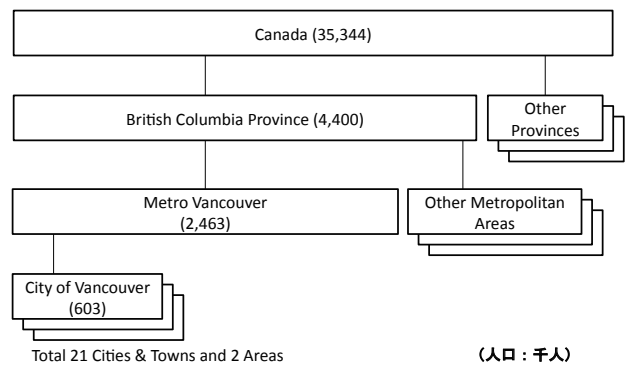 Canada (35,344)
British Columbia Province (4,400)
Other
Provinces
Metro Vancouver
(2,463)
Other Metropolitan
Areas
City of Vancouver
(603)
Total 21 Cities & Towns and 2 Areas
(人口：千人)